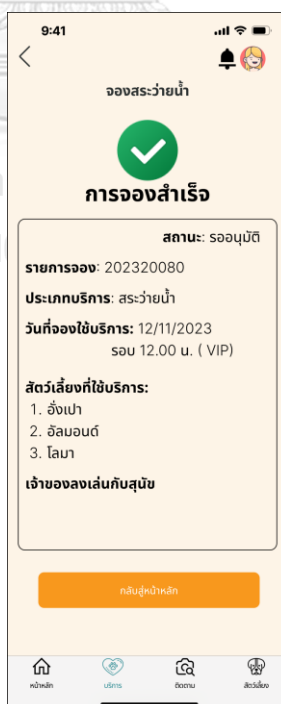 9:41
จองสระว่ายน้ำ
การจองสำเร็จ
สถานะ: รออนุมัติ
รายการจอง: 202320080
ประเภทบริการ: สระว่ายน้ำ
วันที่จองใช้บริการ: 12/11/2023
รอบ 12.00 น. ( VIP)
สัตว์เลี้ยงที่ใช้บริการ:
1. อั่งเปา
2. อัลมอนด์
3. โลมา
เจ้าของลงเล่นกับสุนัข
กลับสู่หน้าหลัก
หน้าหลัก บริการ ติดตาม สัตว์เลี้ยง